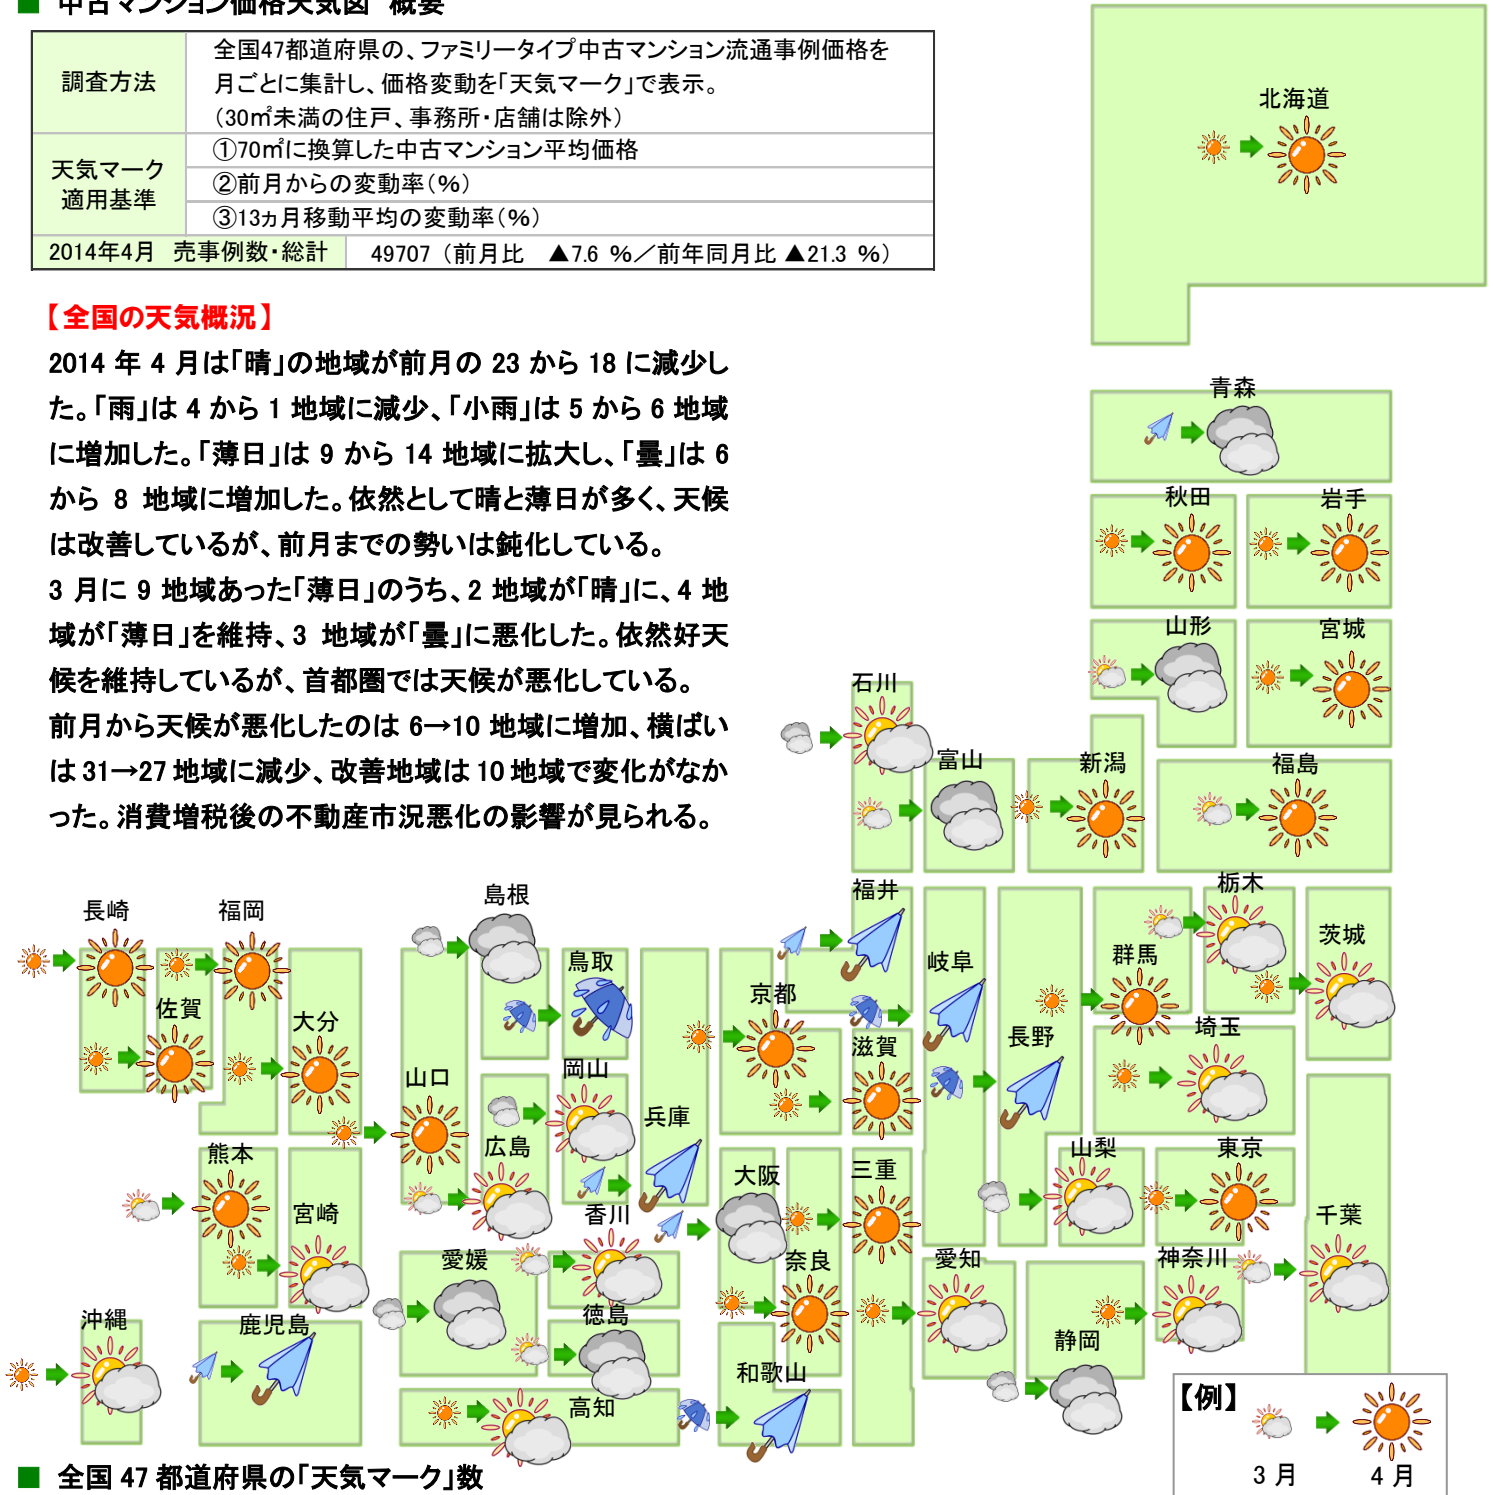 ■ 中古マンション価格天気図 概要
調査方法
全国47都道府県の、ファミリータイプ中古マンション流通事例価格を
月ごとに集計し、価格変動を「天気マーク」で表示。
（30㎡未満の住戸、事務所・店舗は除外）
天気マーク
適用基準
①70㎡に換算した中古マンション平均価格
②前月からの変動率（%）
③13ヵ月移動平均の変動率（%）
2014年4月 売事例数・総計 49707（前月比 ▲7.6 %／前年同月比 ▲21.3 %）
【全国の天気概況】
2014 年 4 月は「晴」の地域が前月の 23 から 18 に減少し
た。「雨」は 4 から 1 地域に減少、「小雨」は 5 から 6 地域
に増加した。「薄日」は 9 から 14 地域に拡大し、「曇」は 6
から 8 地域に増加した。依然として晴と薄日が多く、天候
は改善しているが、前月までの勢いは鈍化している。
3 月に 9 地域あった「薄日」のうち、2 地域が「晴」に、4 地
域が「薄日」を維持、3 地域が「曇」に悪化した。依然好天
候を維持しているが、首都圏では天候が悪化している。
前月から天候が悪化したのは 6→10 地域に増加、横ばい
は 31→27 地域に減少、改善地域は 10 地域で変化がなか
った。消費増税後の不動産市況悪化の影響が見られる。
北海道
青森
秋田
岩手
山形
宮城
石川
富山
新潟
福島
福井
栃木
島根
長崎
福岡
茨城
群馬
岐阜
鳥取
京都
佐賀
大分
埼玉
長野
滋賀
岡山
山口
兵庫
広島
熊本
山梨
東京
三重
大阪
宮崎
香川
千葉
愛媛
奈良
愛知
神奈川
沖縄
鹿児島
徳島
静岡
和歌山
高知
【例】
3 月
4 月
■ 全国 47 都道府県の「天気マーク」数